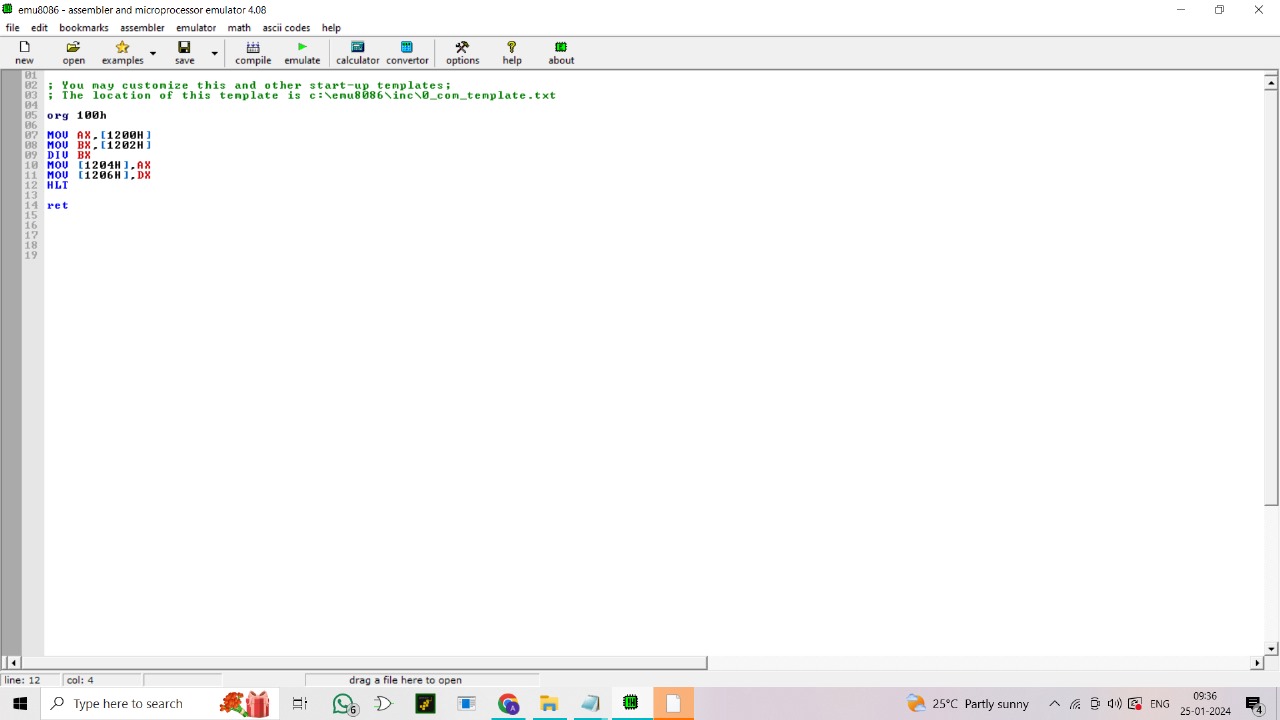 emu8086 - assembler and microprocessor emulator 4.08
file edit bookmarks assembler emulator math ascii codes help
new open examples save compile emulate calculator convertor options help about
01
02 ; You may customize this and other start-up templates;
03 ; The location of this template is c:\emu8086\inc\0_com_template.txt
04
05 org 100h
06
07 MOV AX,[1200H]
08 MOV BX,[1202H]
09 DIV BX
10 MOV [1204H],AX
11 MOV [1206H],DX
12 HLT
13
14 ret
15
16
17
18
19
line: 12 col: 4 drag a file here to open
Type here to search 25°C Partly sunny ENG 09:36
25-10-2024